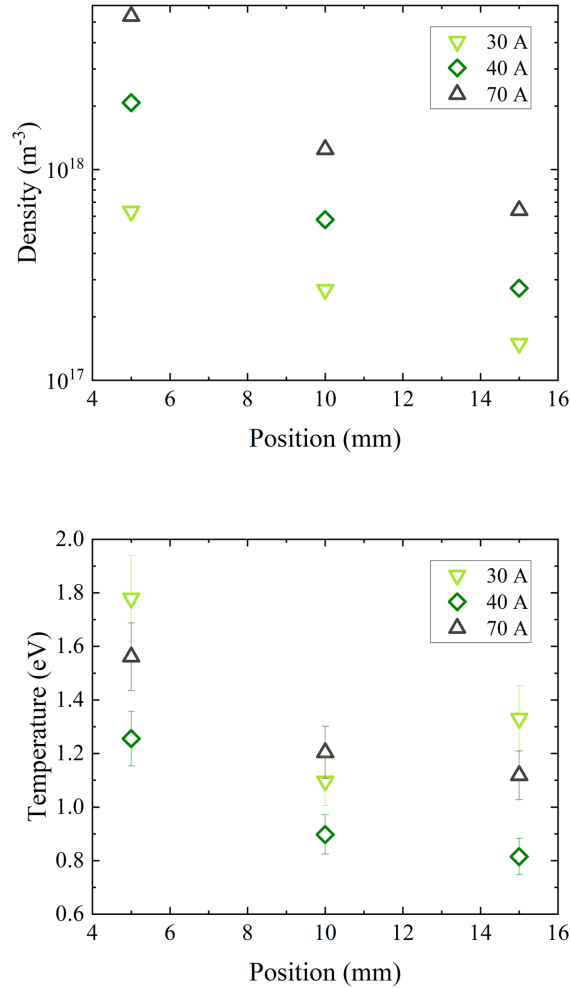 30 A
40 A
70 A
10^18
10^17
Density (m^-3)
4 6 8 10 12 14 16
Position (mm)
2.0
1.8
1.6
1.4
1.2
1.0
0.8
0.6
30 A
40 A
70 A
Temperature (eV)
4 6 8 10 12 14 16
Position (mm)